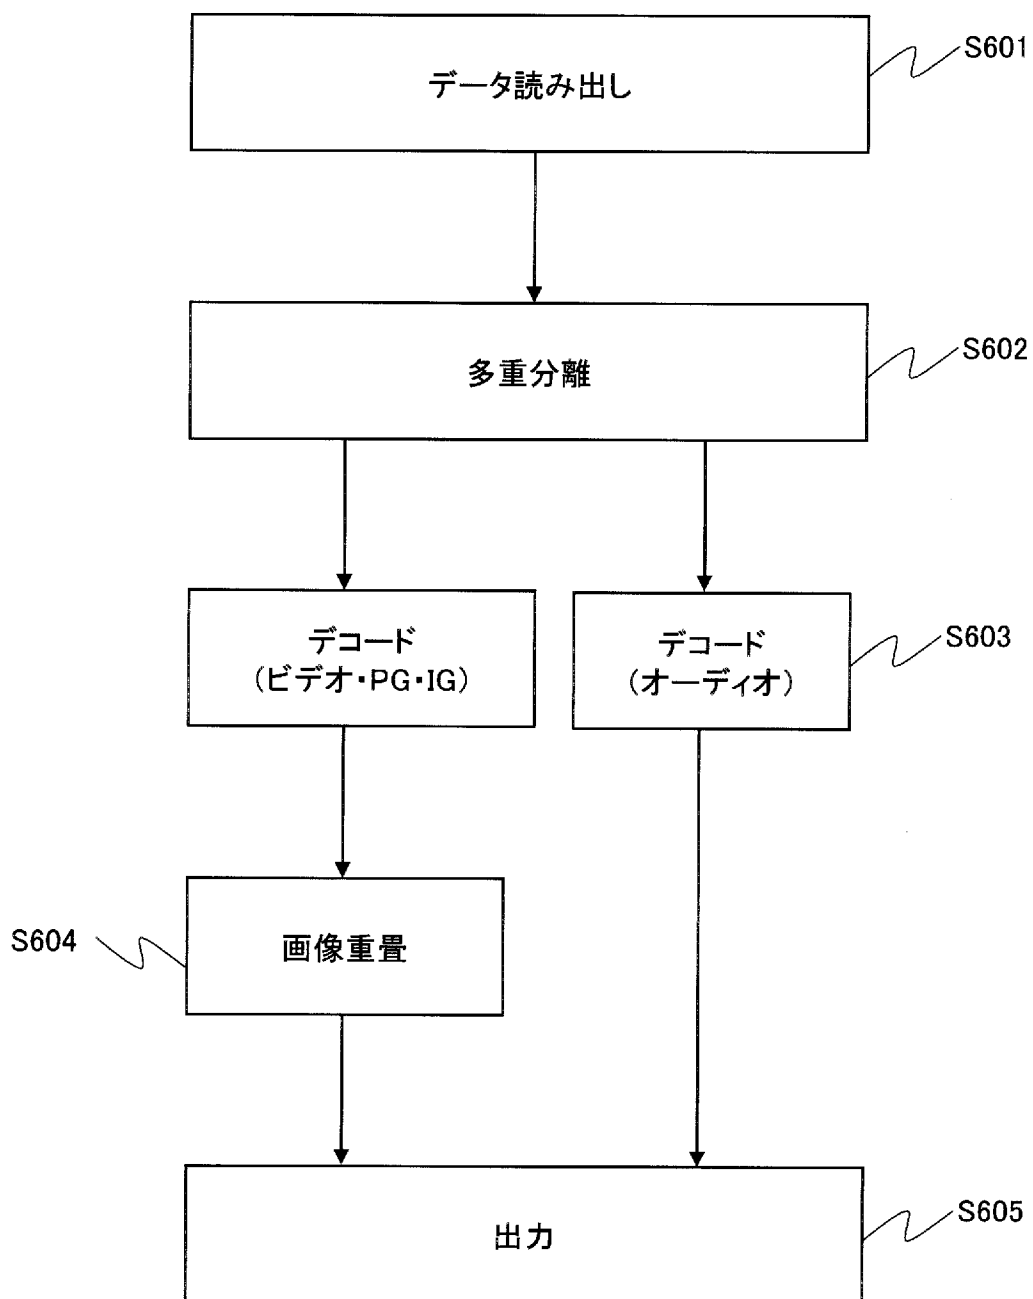 データ読み出し
S601
多重分離
S602
デコード
(ビデオ・PG・IG)
デコード
(オーディオ)
S603
画像重畳
S604
出力
S605